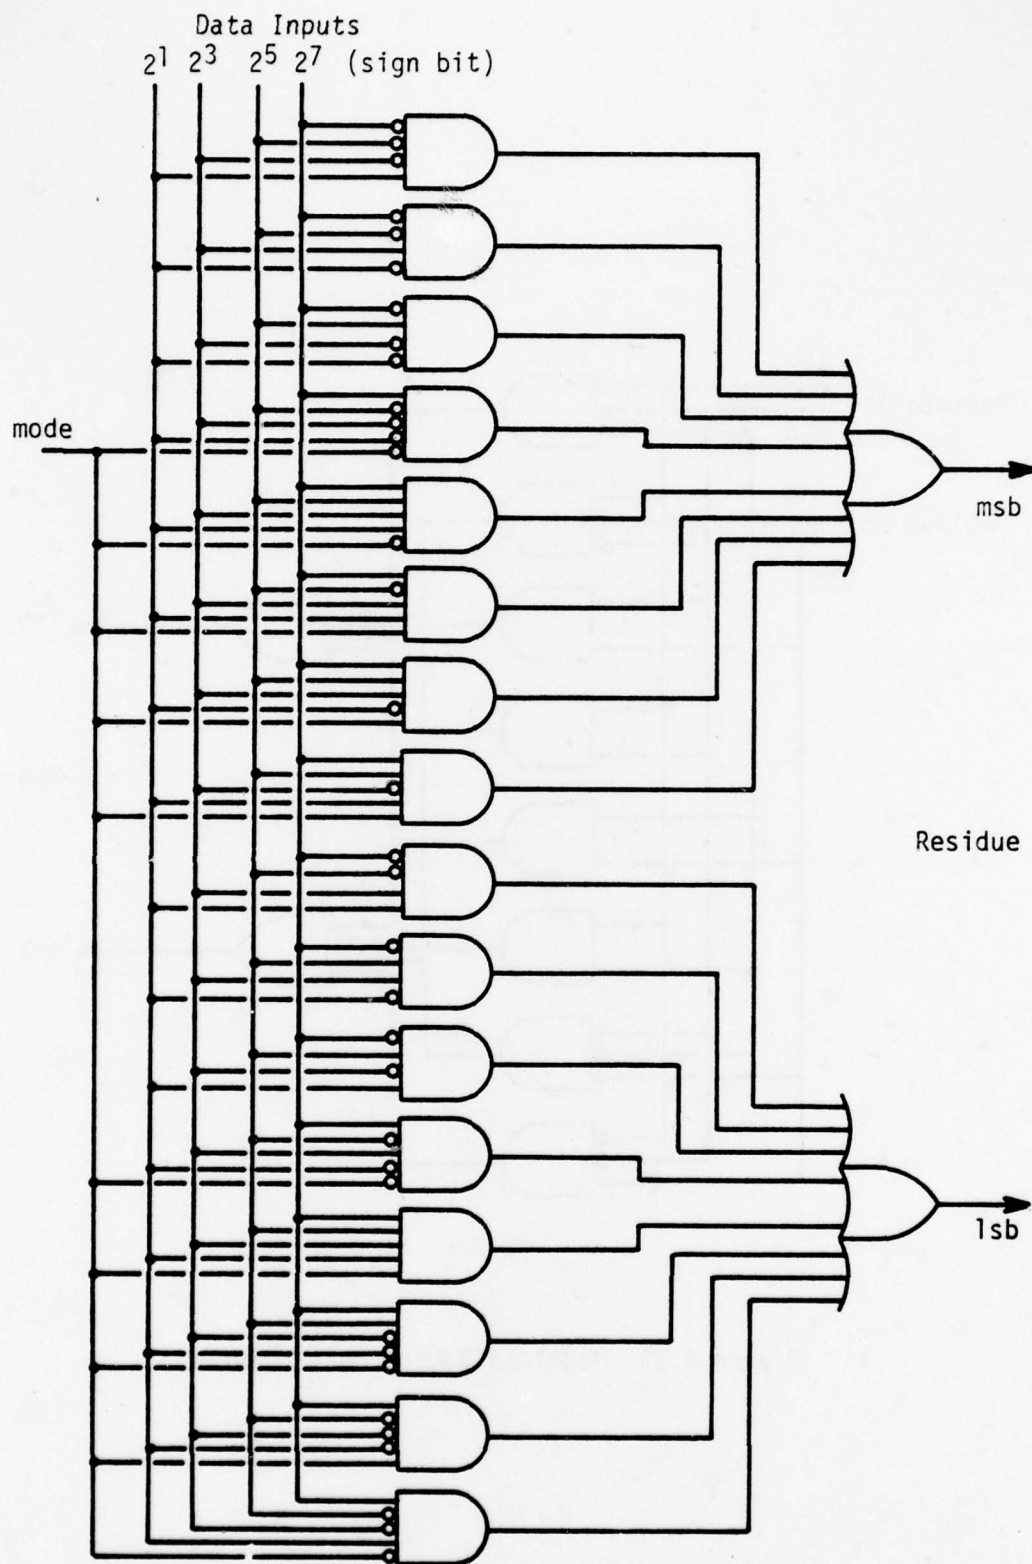 Data Inputs
2¹ 2³ 2⁵ 2⁷ (sign bit)
mode
msb
Residue
lsb